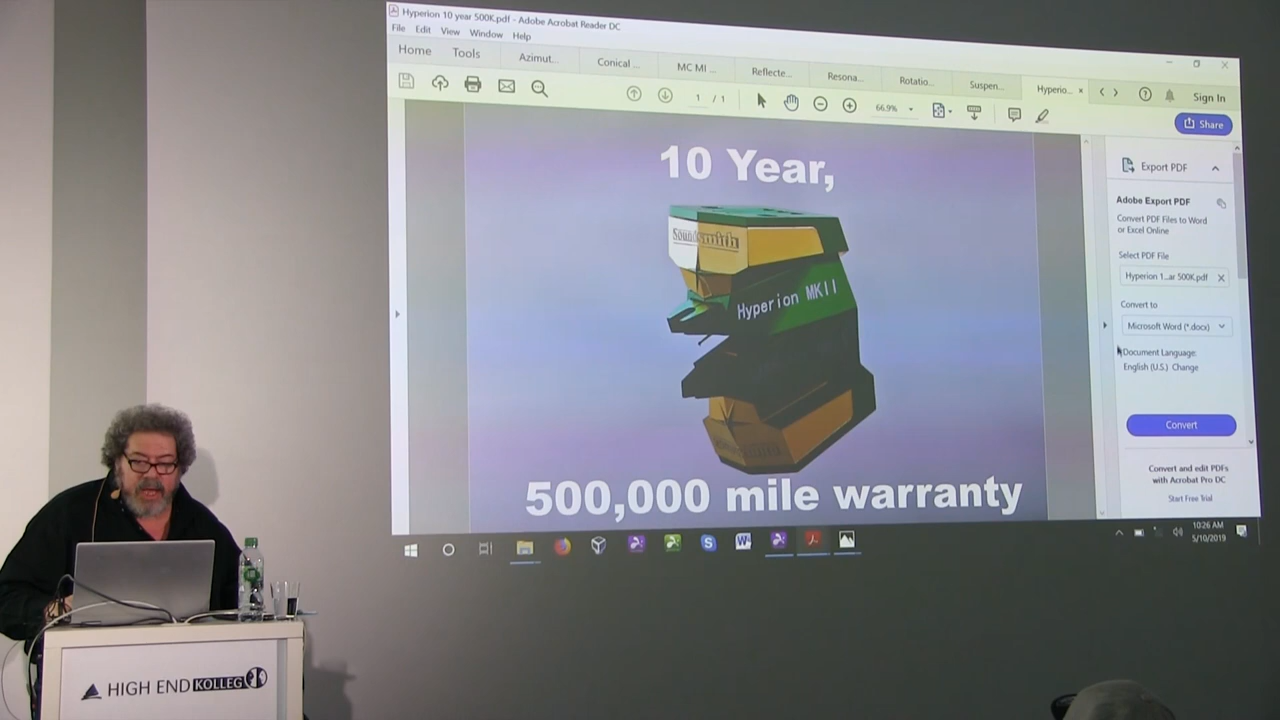 Hyperion 10 year 500K.pdf - Adobe Acrobat Reader DC
File Edit View Window Help
Home Tools Azimut... Conical ... MC MI ... Reflecte... Resona... Rotatio... Suspen... Hyperio... ×
Sign In
1 / 1
66.9%
Share
10 Year,
Soundsmith
Hyperion MKII
500,000 mile warranty
Export PDF
Adobe Export PDF
Convert PDF Files to Word
or Excel Online
Select PDF File
Hyperion 1...ar 500K.pdf
Convert to
Microsoft Word (*.docx)
Document Language:
English (U.S.) Change
Convert
Convert and edit PDFs
with Acrobat Pro DC
Start Free Trial
10:26 AM
5/10/2019
HIGH END KOLLEG